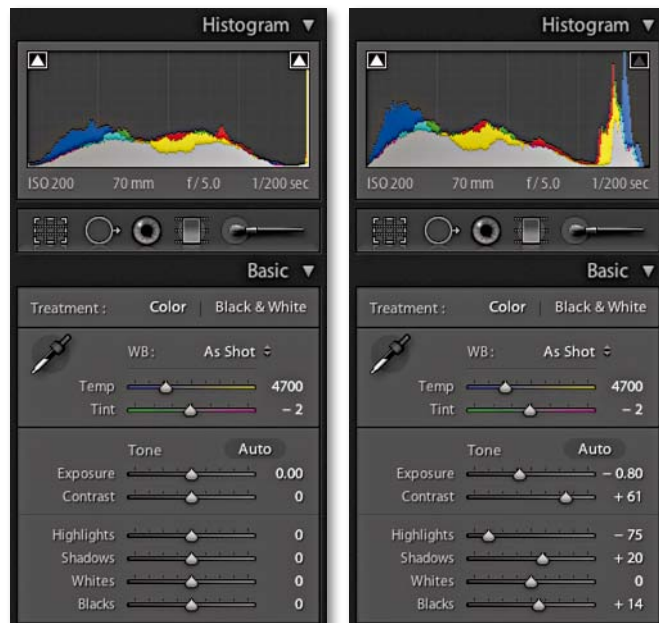 Histogram
ISO 200 70 mm f / 5.0 1/200 sec
Basic
Treatment : Color Black & White
WB: As Shot
Temp 4700
Tint – 2
Tone Auto
Exposure 0.00
Contrast 0
Highlights 0
Shadows 0
Whites 0
Blacks 0
Histogram
ISO 200 70 mm f / 5.0 1/200 sec
Basic
Treatment : Color Black & White
WB: As Shot
Temp 4700
Tint – 2
Tone Auto
Exposure – 0.80
Contrast + 61
Highlights – 75
Shadows + 20
Whites 0
Blacks + 14